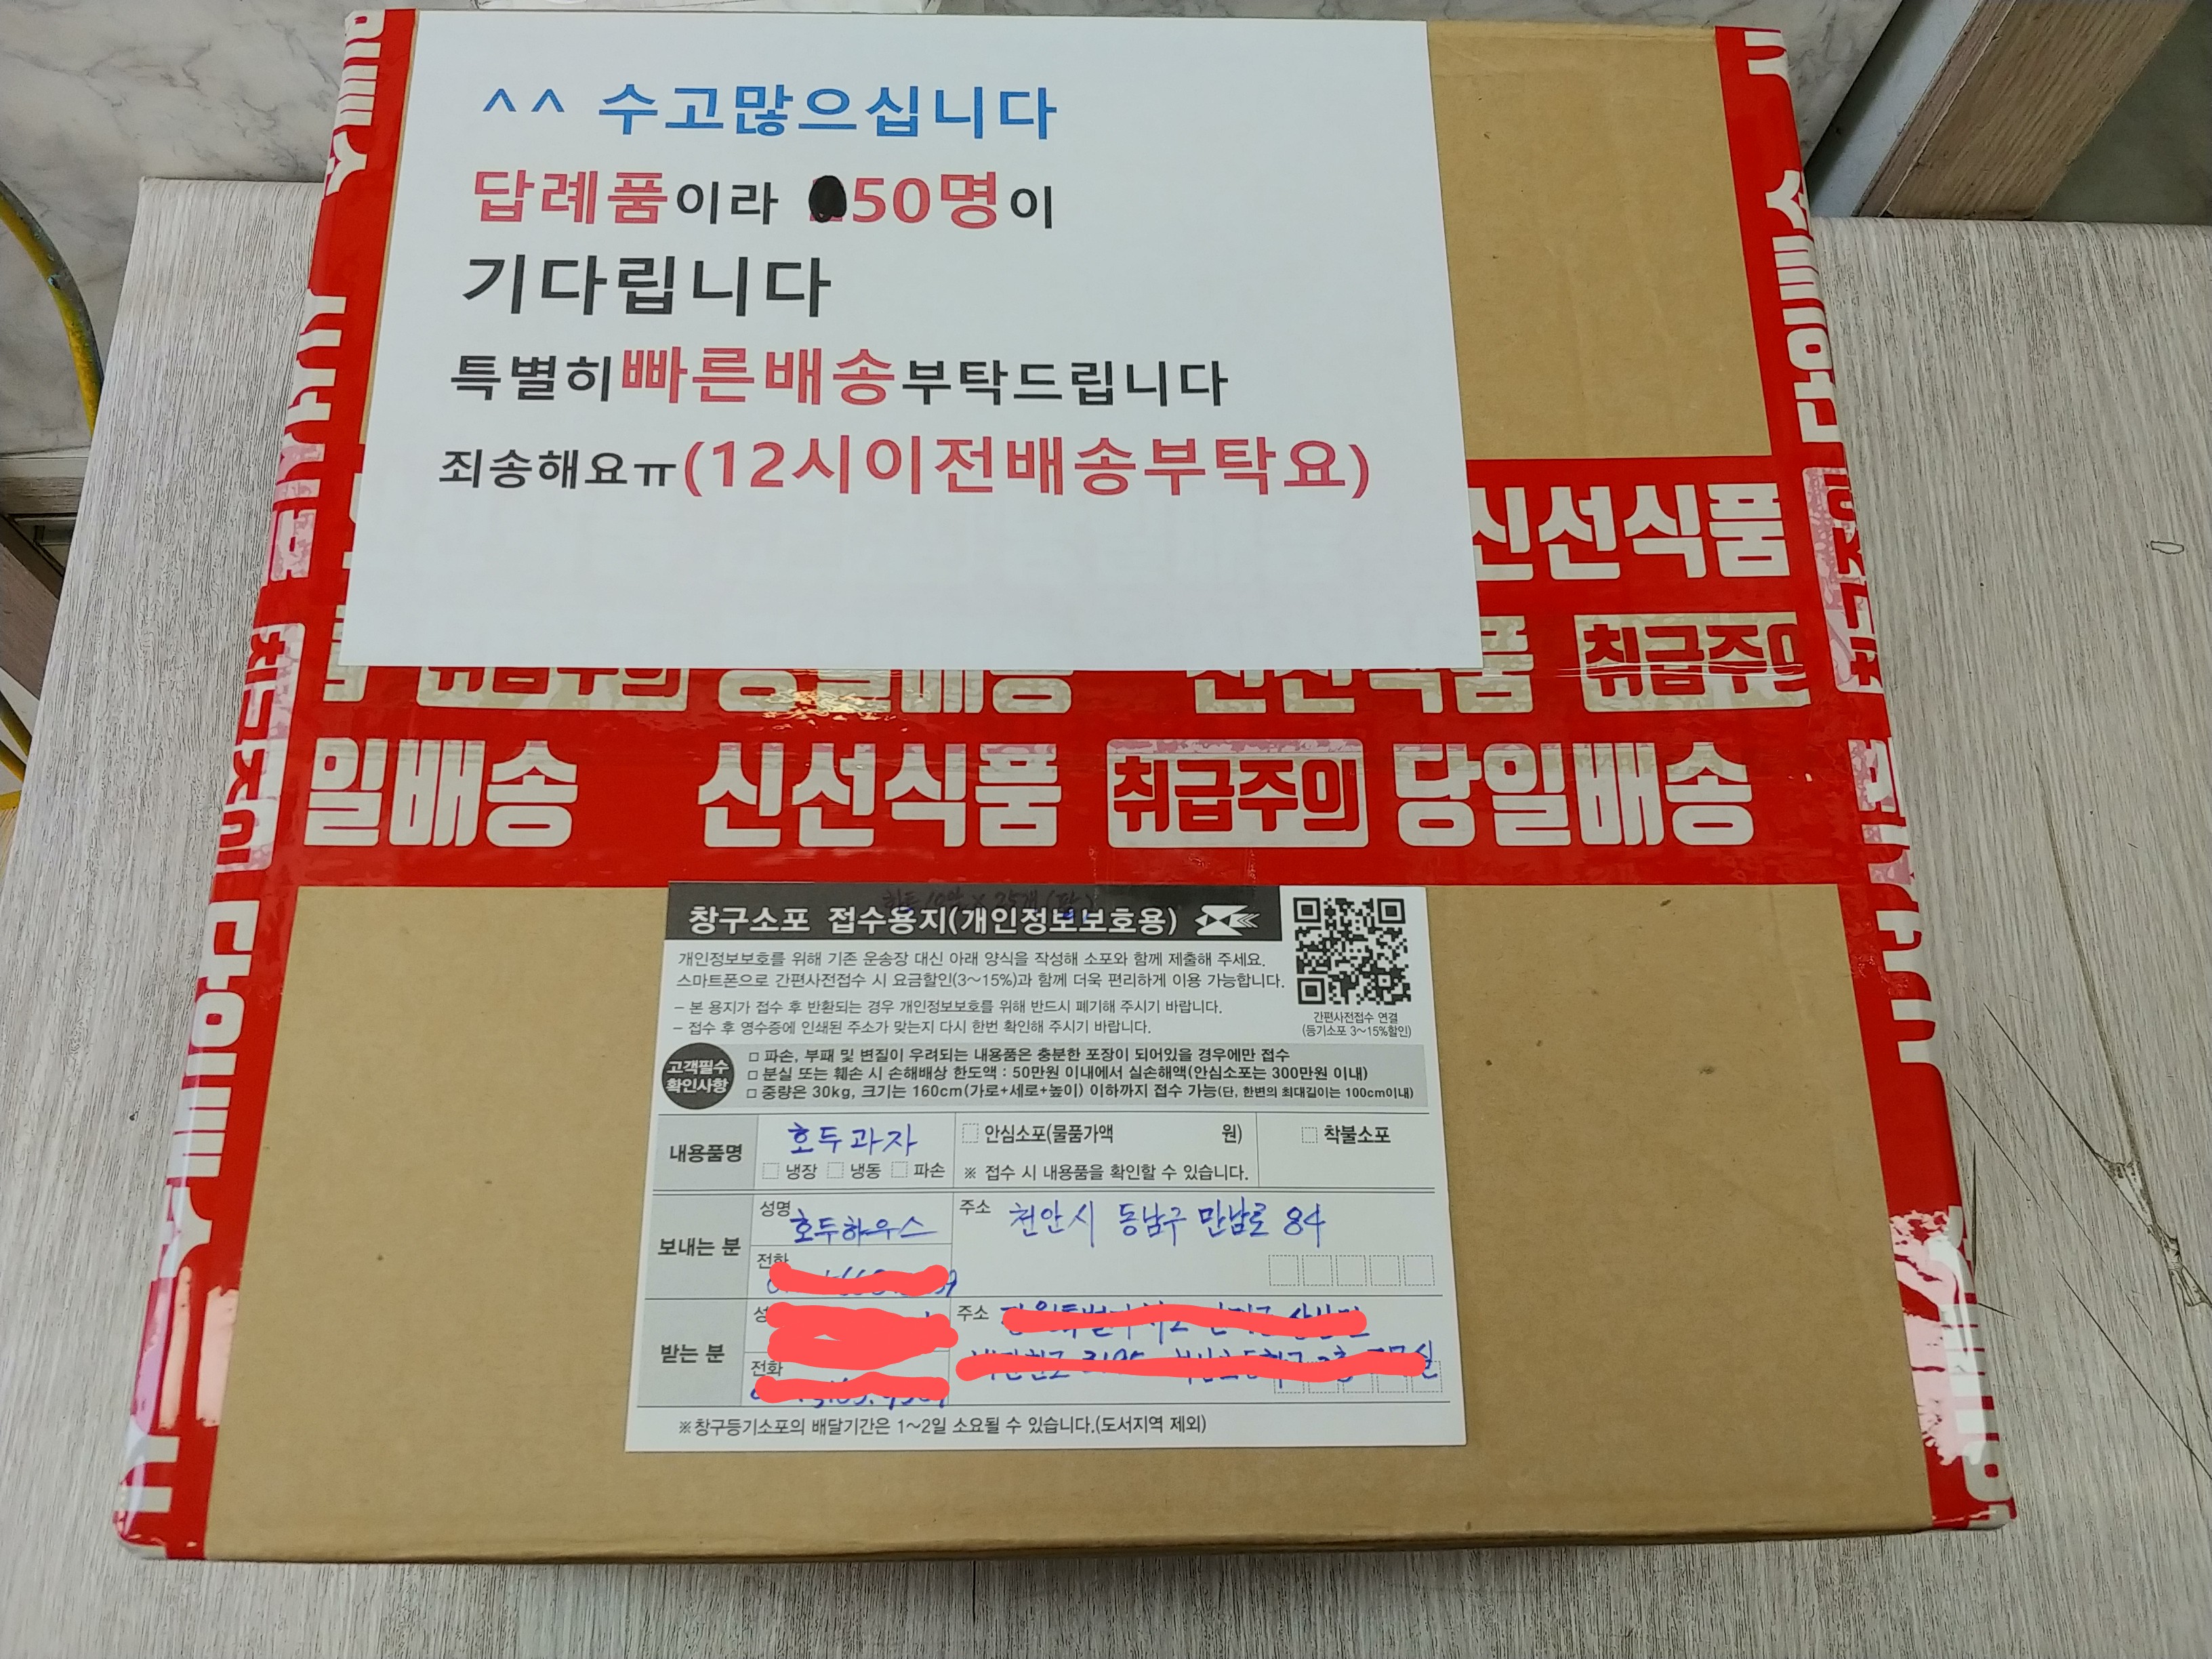 ^^ 수고많으십니다
답례품이라 50명이
기다립니다
특별히빠른배송부탁드립니다
죄송해요ㅠ(12시이전배송부탁요)
신선식품
취급주의
취급주의 당일배송 신선식품
일배송 신선식품 취급주의 당일배송
창구소포 접수용지(개인정보보호용)
개인정보보호를 위해 기존 운송장 대신 아래 양식을 작성해 소포와 함께 제출해 주세요.
스마트폰으로 간편사전접수 시 요금할인(3~15%)과 함께 더욱 편리하게 이용 가능합니다.
- 본 용지가 접수 후 반환되는 경우 개인정보보호를 위해 반드시 폐기해 주시기 바랍니다.
- 접수 후 영수증에 인쇄된 주소가 맞는지 다시 한번 확인해 주시기 바랍니다.
간편사전접수 연결
(등기소포 3~15%할인)
고객필수
확인사항
□ 파손, 부패 및 변질이 우려되는 내용품은 충분한 포장이 되어있을 경우에만 접수
□ 분실 또는 훼손 시 손해배상 한도액 : 50만원 이내에서 실손해액(안심소포는 300만원 이내)
□ 중량은 30kg, 크기는 160cm(가로+세로+높이) 이하까지 접수 가능(단, 한변의 최대길이는 100cm이내)
내용품명
호두과자
□ 냉장 □ 냉동 □ 파손
□ 안심소포(물품가액 원)
※ 접수 시 내용품을 확인할 수 있습니다.
□ 착불소포
보내는 분
성명
호두하우스
전화
주소 천안시 동남구 만남로 84
받는 분
전화
주소
※창구등기소포의 배달기간은 1~2일 소요될 수 있습니다.(도서지역 제외)